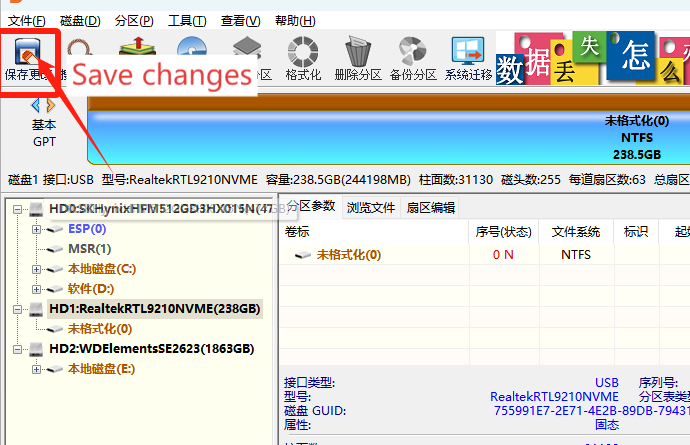 文件(F) 磁盘(D) 分区(P) 工具(T) 查看(V) 帮助(H)
Save changes
保存更改 分区 格式化 删除分区 备份分区 系统迁移
数据丢失怎么办
基本
GPT
未格式化(0)
NTFS
238.5GB
磁盘1 接口:USB 型号:RealtekRTL9210NVME 容量:238.5GB(244198MB) 柱面数:31130 磁头数:255 每道扇区数:63 总扇区
HD0:SKHynixHFM512GD3HX015N(47
ESP(0)
MSR(1)
本地磁盘(C:)
软件(D:)
HD1:RealtekRTL9210NVME(238GB)
未格式化(0)
HD2:WDElementsSE2623(1863GB)
本地磁盘(E:)
分区参数 浏览文件 扇区编辑
卷标 序号(状态) 文件系统 标识 起始
未格式化(0) 0 N NTFS
接口类型: USB 序列号:
型号: RealtekRTL9210NVME 分区表类型
磁盘 GUID: 755991E7-2E71-4E2B-89DB-79431
属性: 固态